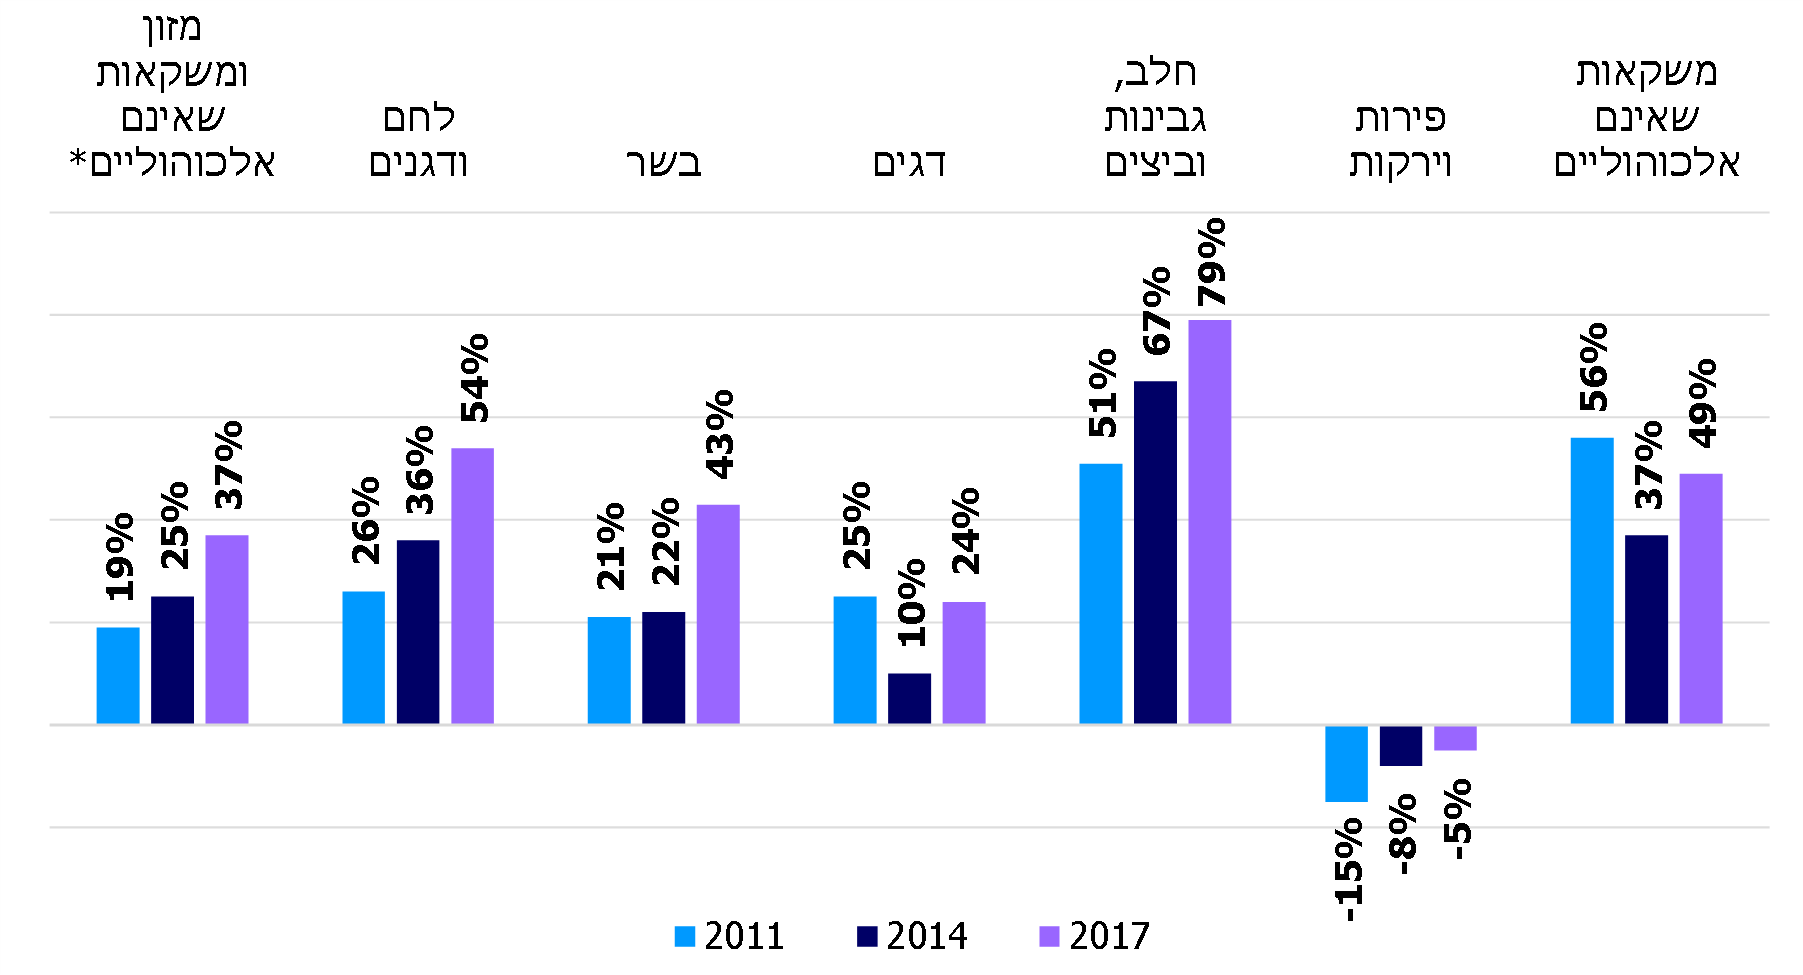 מזון
ומשקאות
שאינם
אלכוהוליים*
לחם
ודגנים
בשר
דגים
חלב,
גבינות
וביצים
פירות
וירקות
משקאות
שאינם
אלכוהוליים
19%
25%
37%
26%
36%
54%
21%
22%
43%
25%
10%
24%
51%
67%
79%
-15%
-8%
-5%
56%
37%
49%
2011
2014
2017